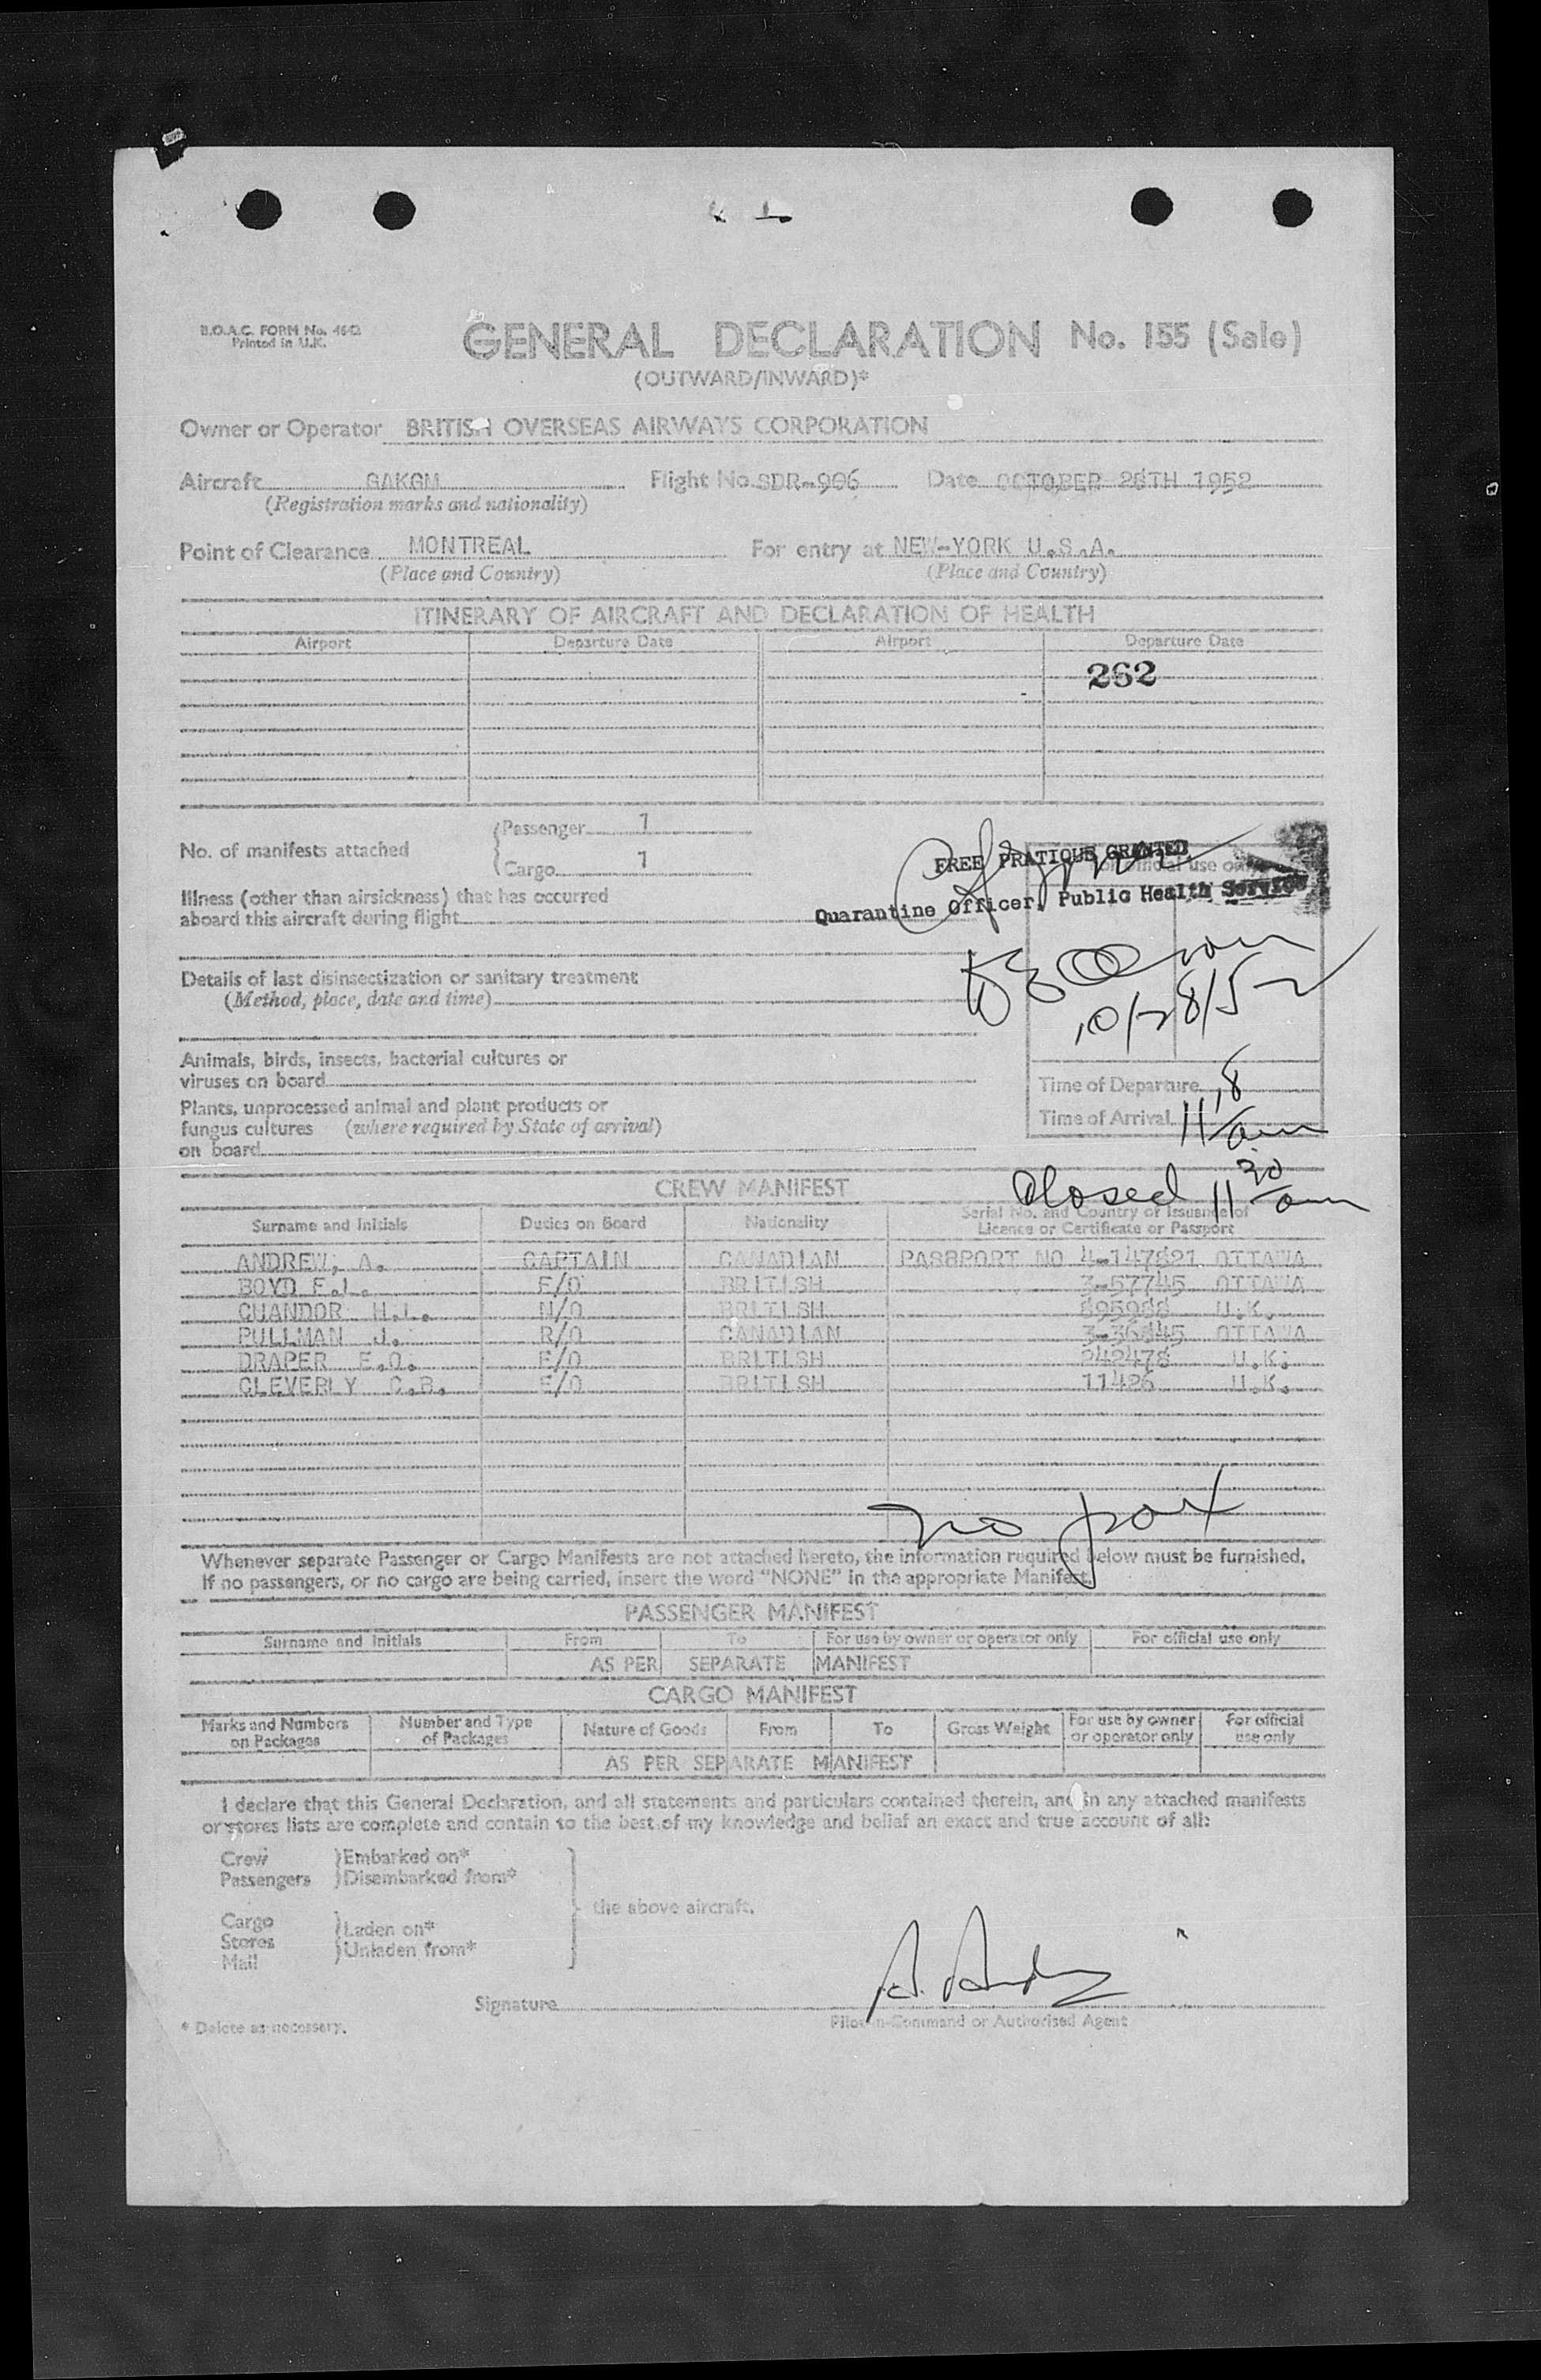 B.O.A.C. FORM No. 4642
Printed in U.K.
GENERAL DECLARATION No. 155 (Sale)
(OUTWARD/INWARD)*
Owner or Operator BRITISH OVERSEAS AIRWAYS CORPORATION
Aircraft GAKGM Flight No. SDR-996 Date OCTOBER 28TH 1952
(Registration marks and nationality)
Point of Clearance MONTREAL For entry at NEW-YORK U.S.A.
(Place and Country) (Place and Country)
ITINERARY OF AIRCRAFT AND DECLARATION OF HEALTH
Airport Departure Date Airport Departure Date
262
No. of manifests attached
Passenger 1
Cargo 1
FREE PRATIQUE GRANTED
Quarantine Officer, Public Health Service
Illness (other than airsickness) that has occurred
aboard this aircraft during flight
Details of last disinsectization or sanitary treatment
(Method, place, date and time)
10/28/52
Animals, birds, insects, bacterial cultures or
viruses on board
Time of Departure
Plants, unprocessed animal and plant products or
fungus cultures (where required by State of arrival)
on board
Time of Arrival 11 18 am
Closed 11 30 am
CREW MANIFEST
Surname and Initials Duties on Board Nationality Serial No. and Country of Issuance of
Licence or Certificate or Passport
ANDREW, A. CAPTAIN CANADIAN PASSPORT NO 4-147821 OTTAWA
BOYD F.L. F/O BRITISH 3-57745 OTTAWA
CHANDOR H.L. N/O BRITISH 895988 U.K.
PULLMAN J. R/O CANADIAN 3-36845 OTTAWA
DRAPER E.O. E/O BRITISH 242478 U.K.
CLEVERLY C.B. E/O BRITISH 11426 U.K.
no
Whenever separate Passenger or Cargo Manifests are not attached hereto, the information required below must be furnished.
If no passengers, or no cargo are being carried, insert the word "NONE" in the appropriate Manifest.
PASSENGER MANIFEST
Surname and Initials From To For use by owner or operator only For official use only
AS PER SEPARATE MANIFEST
CARGO MANIFEST
Marks and Numbers on Packages Number and Type of Packages Nature of Goods From To Gross Weight For use by owner or operator only For official use only
AS PER SEPARATE MANIFEST
I declare that this General Declaration, and all statements and particulars contained therein, and in any attached manifests
or stores lists are complete and contain to the best of my knowledge and belief an exact and true account of all:
Crew Embarked on*
Passengers Disembarked from*
the above aircraft.
Cargo
Stores
Mail
Laden on*
Unladen from*
Signature
Pilot-in-Command or Authorised Agent
* Delete as necessary.